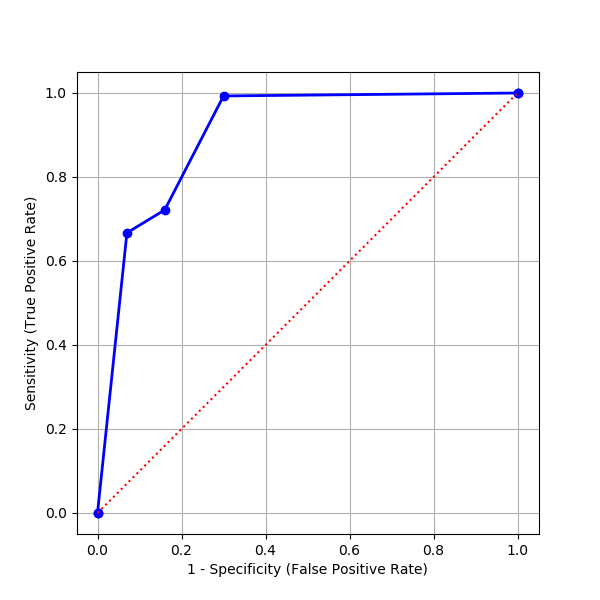 1.0
0.8
0.6
0.4
0.2
0.0
Sensitivity (True Positive Rate)
0.0 0.2 0.4 0.6 0.8 1.0
1 - Specificity (False Positive Rate)